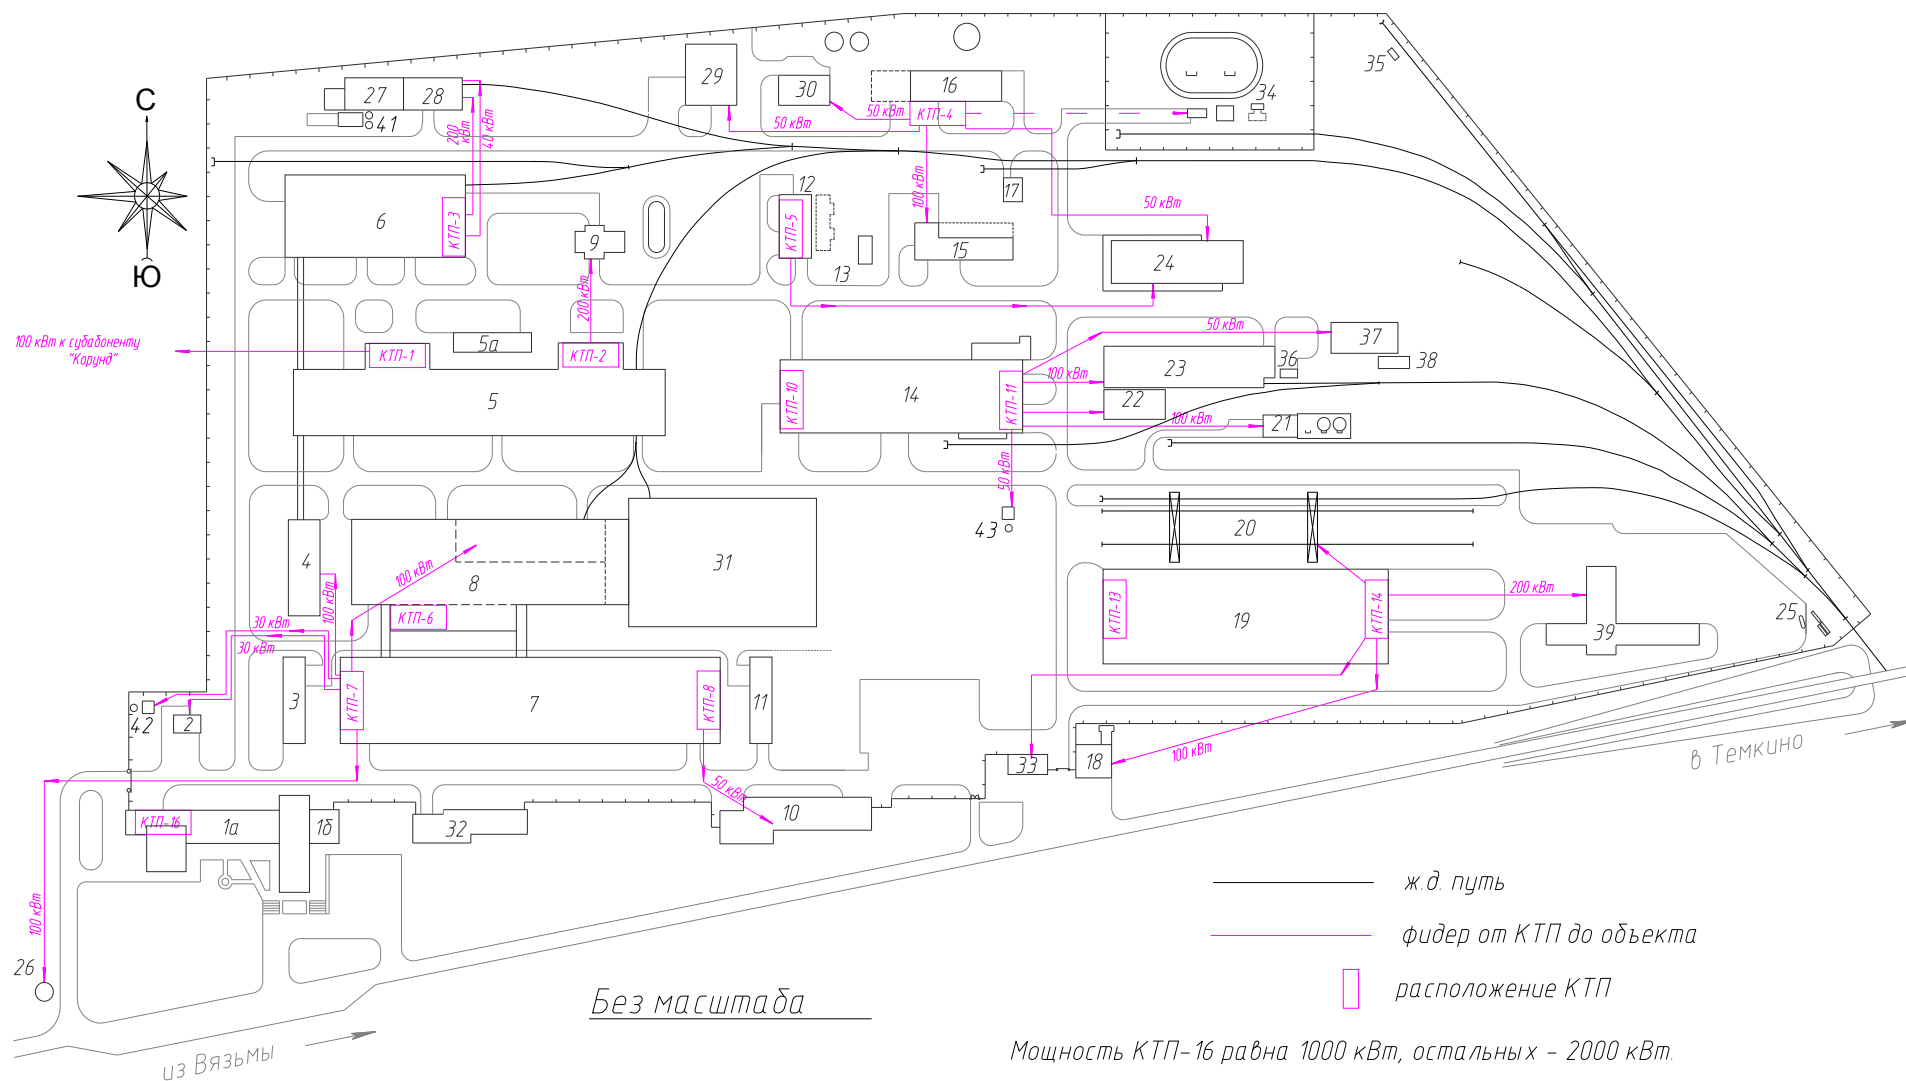 С
Ю
27
28
41
29
30
50 кВт
50 кВт
16
КТП-4
34
35
200 кВт
40 кВт
6
КТП-3
9
200 кВт
12
КТП-5
13
100 кВт
15
17
50 кВт
24
100 кВт к субабоненту
"Корунд"
КТП-1
5а
КТП-2
5
КТП-10
14
КТП-11
50 кВт
37
38
100 кВт
23
36
22
100 кВт
21
50 кВт
43
4
100 кВт
8
100 кВт
КТП-6
31
20
КТП-13
19
КТП-14
200 кВт
39
25
30 кВт
30 кВт
42
2
3
КТП-7
7
КТП-8
11
50 кВт
10
33
18
100 кВт
в Темкино
КТП-16
1а
1б
32
100 кВт
26
ж.д. путь
фидер от КТП до объекта
расположение КТП
Без масштаба
из Вязьмы
Мощность КТП-16 равна 1000 кВт, остальных - 2000 кВт.